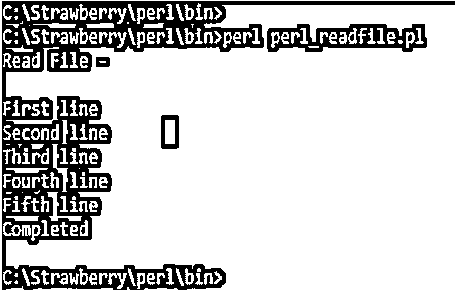 C:\Strawberry\perl\bin>
C:\Strawberry\perl\bin>perl perl_readfile.pl
Read File -
First line
Second line
Third line
Fourth line
Fifth line
Completed
C:\Strawberry\perl\bin>